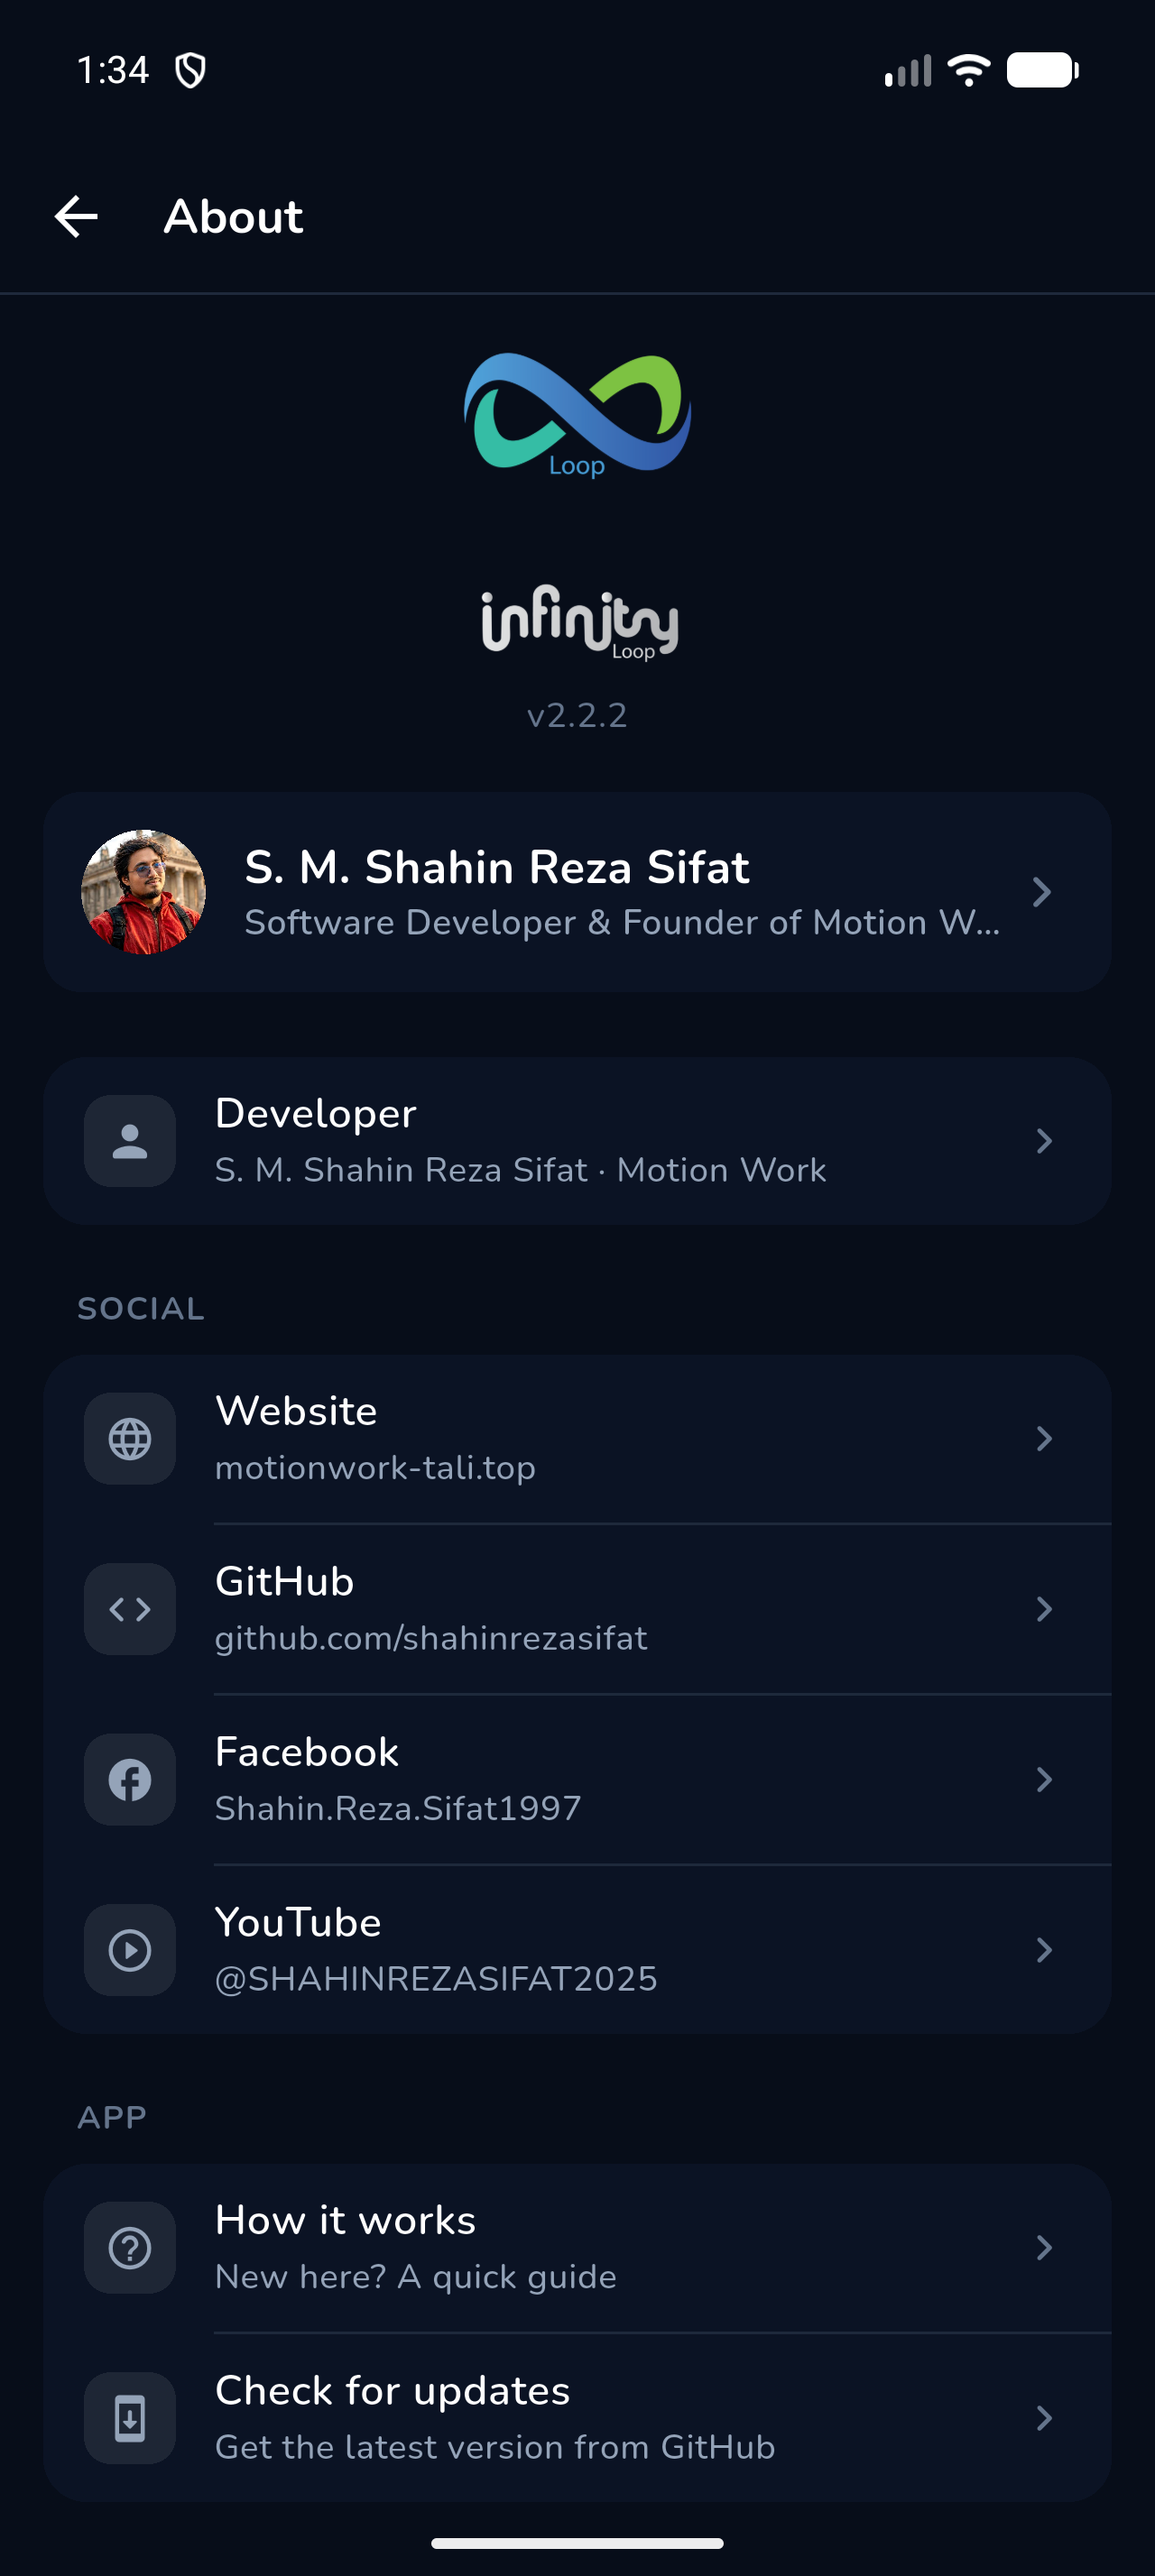 1:34
About
Loop
infinity
Loop
v2.2.2
S. M. Shahin Reza Sifat
Software Developer & Founder of Motion W...
Developer
S. M. Shahin Reza Sifat · Motion Work
SOCIAL
Website
motionwork-tali.top
GitHub
github.com/shahinrezasifat
Facebook
Shahin.Reza.Sifat1997
YouTube
@SHAHINREZASIFAT2025
APP
How it works
New here? A quick guide
Check for updates
Get the latest version from GitHub